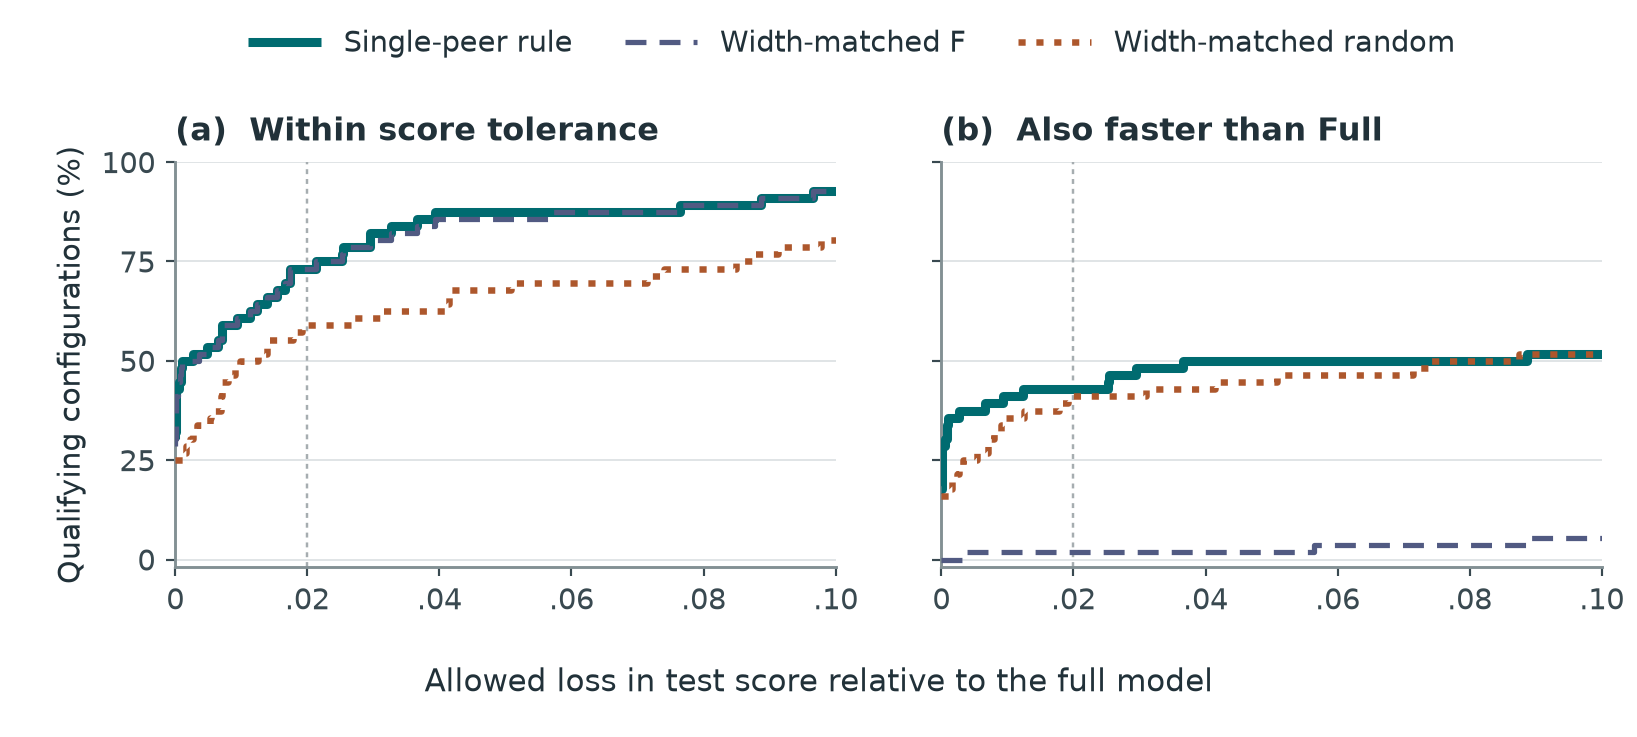 Single-peer rule  Width-matched F  Width-matched random
(a) Within score tolerance
(b) Also faster than Full
Qualifying configurations (%)
100
75
50
25
0
0 .02 .04 .06 .08 .10
0 .02 .04 .06 .08 .10
Allowed loss in test score relative to the full model